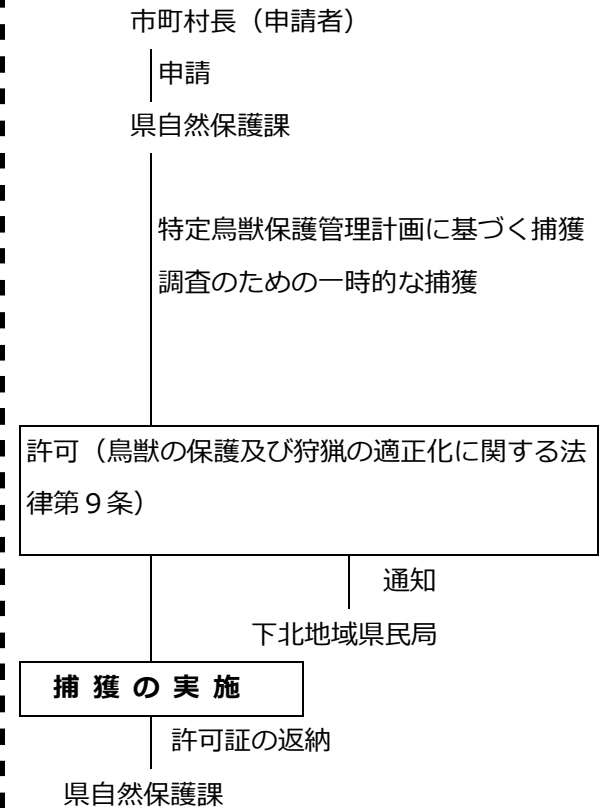 市町村長（申請者）
申請
県自然保護課
特定鳥獣保護管理計画に基づく捕獲
調査のための一時的な捕獲
許可（鳥獣の保護及び狩猟の適正化に関する法
律第９条）
通知
下北地域県民局
捕 獲 の 実 施
許可証の返納
県自然保護課